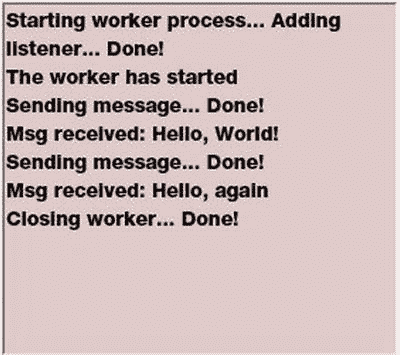 Starting worker process... Adding
listener... Done!
The worker has started
Sending message... Done!
Msg received: Hello, World!
Sending message... Done!
Msg received: Hello, again
Closing worker... Done!